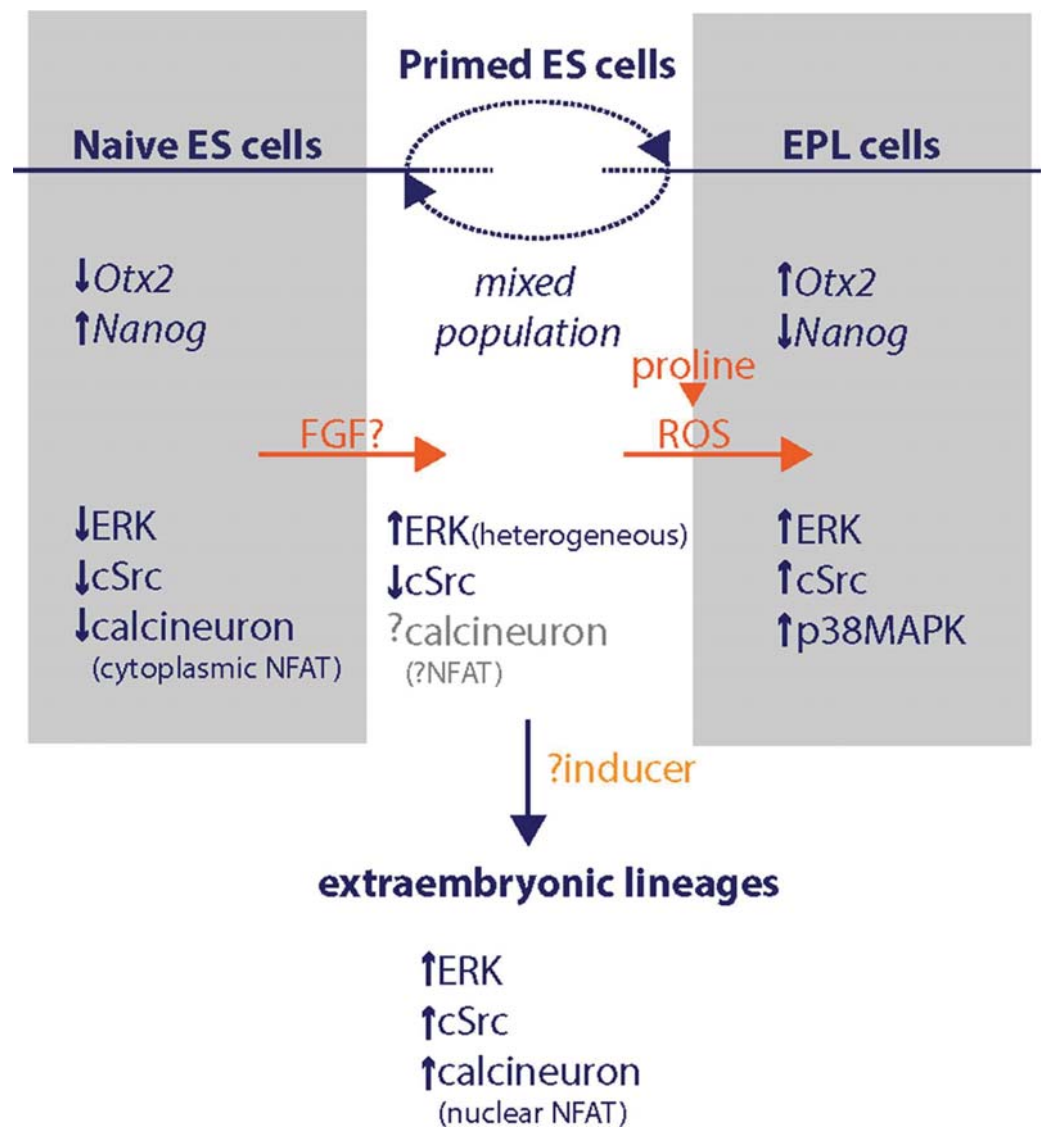 Primed ES cells
Naive ES cells
EPL cells
↓Otx2
↑Nanog
mixed
population
↑Otx2
↓Nanog
proline
FGF?
ROS
↓ERK
↓cSrc
↓calcineuron
(cytoplasmic NFAT)
↑ERK(heterogeneous)
↓cSrc
?calcineuron
(?NFAT)
↑ERK
↑cSrc
↑p38MAPK
?inducer
extraembryonic lineages
↑ERK
↑cSrc
↑calcineuron
(nuclear NFAT)